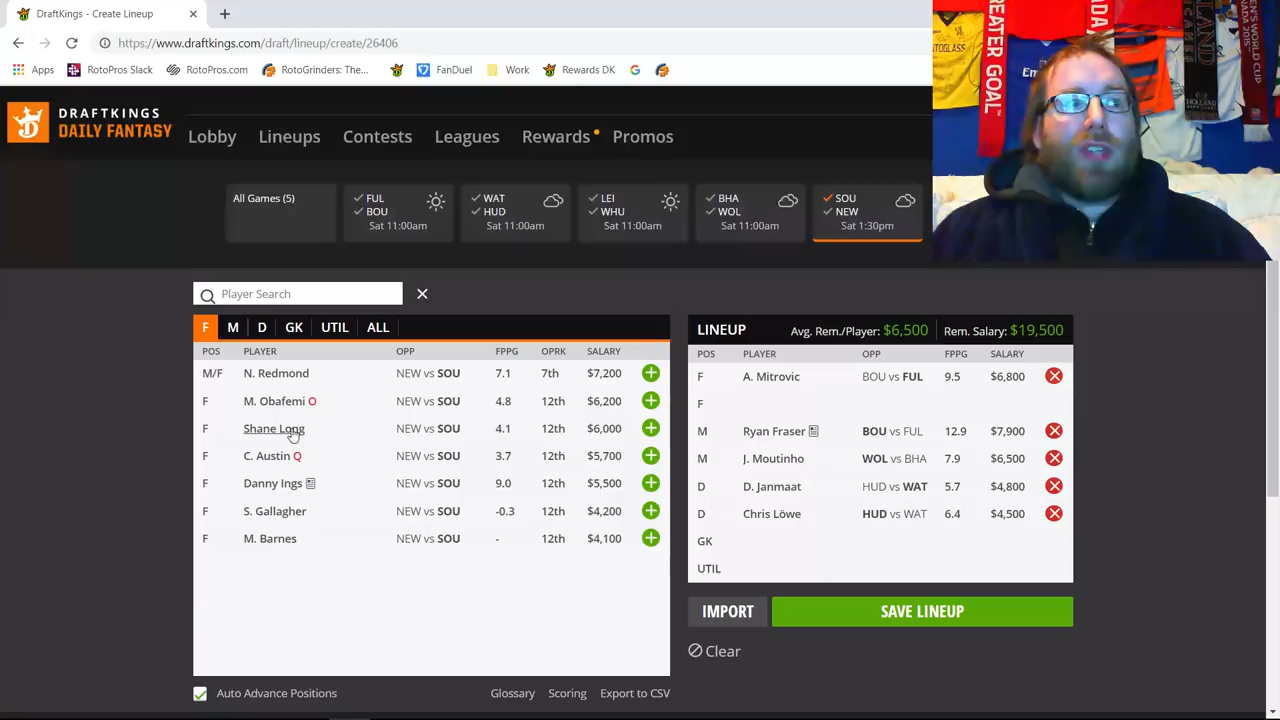 DraftKings - Create Lineup
https://www.draftkings.com/draft/lineup/create/26406
Apps RotoPros Slack RotoPros.com RotoGrinders: The... FanDuel Work Rewards DK
DRAFTKINGS
DAILY FANTASY
Lobby Lineups Contests Leagues Rewards Promos
All Games (5)
FUL
BOU
Sat 11:00am
WAT
HUD
Sat 11:00am
LEI
WHU
Sat 11:00am
BHA
WOL
Sat 11:00am
SOU
NEW
Sat 1:30pm
GREATER GOAL
Player Search
F M D GK UTIL ALL
POS PLAYER OPP FPPG OPRK SALARY
M/F N. Redmond NEW vs SOU 7.1 7th $7,200
F M. Obafemi O NEW vs SOU 4.8 12th $6,200
F Shane Long NEW vs SOU 4.1 12th $6,000
F C. Austin Q NEW vs SOU 3.7 12th $5,700
F Danny Ings NEW vs SOU 9.0 12th $5,500
F S. Gallagher NEW vs SOU -0.3 12th $4,200
F M. Barnes NEW vs SOU - 12th $4,100
Auto Advance Positions Glossary Scoring Export to CSV
LINEUP Avg. Rem./Player: $6,500 Rem. Salary: $19,500
POS PLAYER OPP FPPG SALARY
F A. Mitrovic BOU vs FUL 9.5 $6,800
F
M Ryan Fraser BOU vs FUL 12.9 $7,900
M J. Moutinho WOL vs BHA 7.9 $6,500
D D. Janmaat HUD vs WAT 5.7 $4,800
D Chris Löwe HUD vs WAT 6.4 $4,500
GK
UTIL
IMPORT SAVE LINEUP
Clear